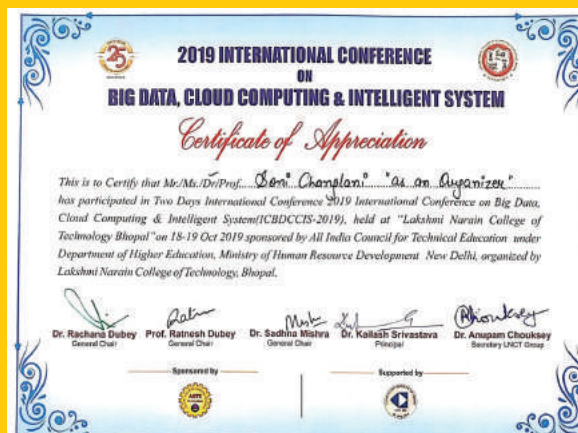 25
2019 INTERNATIONAL CONFERENCE
ON
BIG DATA, CLOUD COMPUTING & INTELLIGENT SYSTEM
Certificate of Appreciation
This is to Certify that Mr./Ms./Dr/Prof. Soni Changlani "as an Organizer"
has participated in Two Days International Conference 2019 International Conference on Big Data,
Cloud Computing & Intelligent System(ICBDCCIS-2019), held at "Lakshmi Narain College of
Technology Bhopal" on 18-19 Oct 2019 sponsored by All India Council for Technical Education under
Department of Higher Education, Ministry of Human Resource Development New Delhi, organized by
Lakshmi Narain College of Technology, Bhopal.
Dr. Rachana Dubey Prof. Ratnesh Dubey Dr. Sadhna Mishra Dr. Kailash Srivastava Dr. Anupam Chouksey
General Chair General Chair General Chair Principal Secretary LNCT Group
Sponsored by Supported by